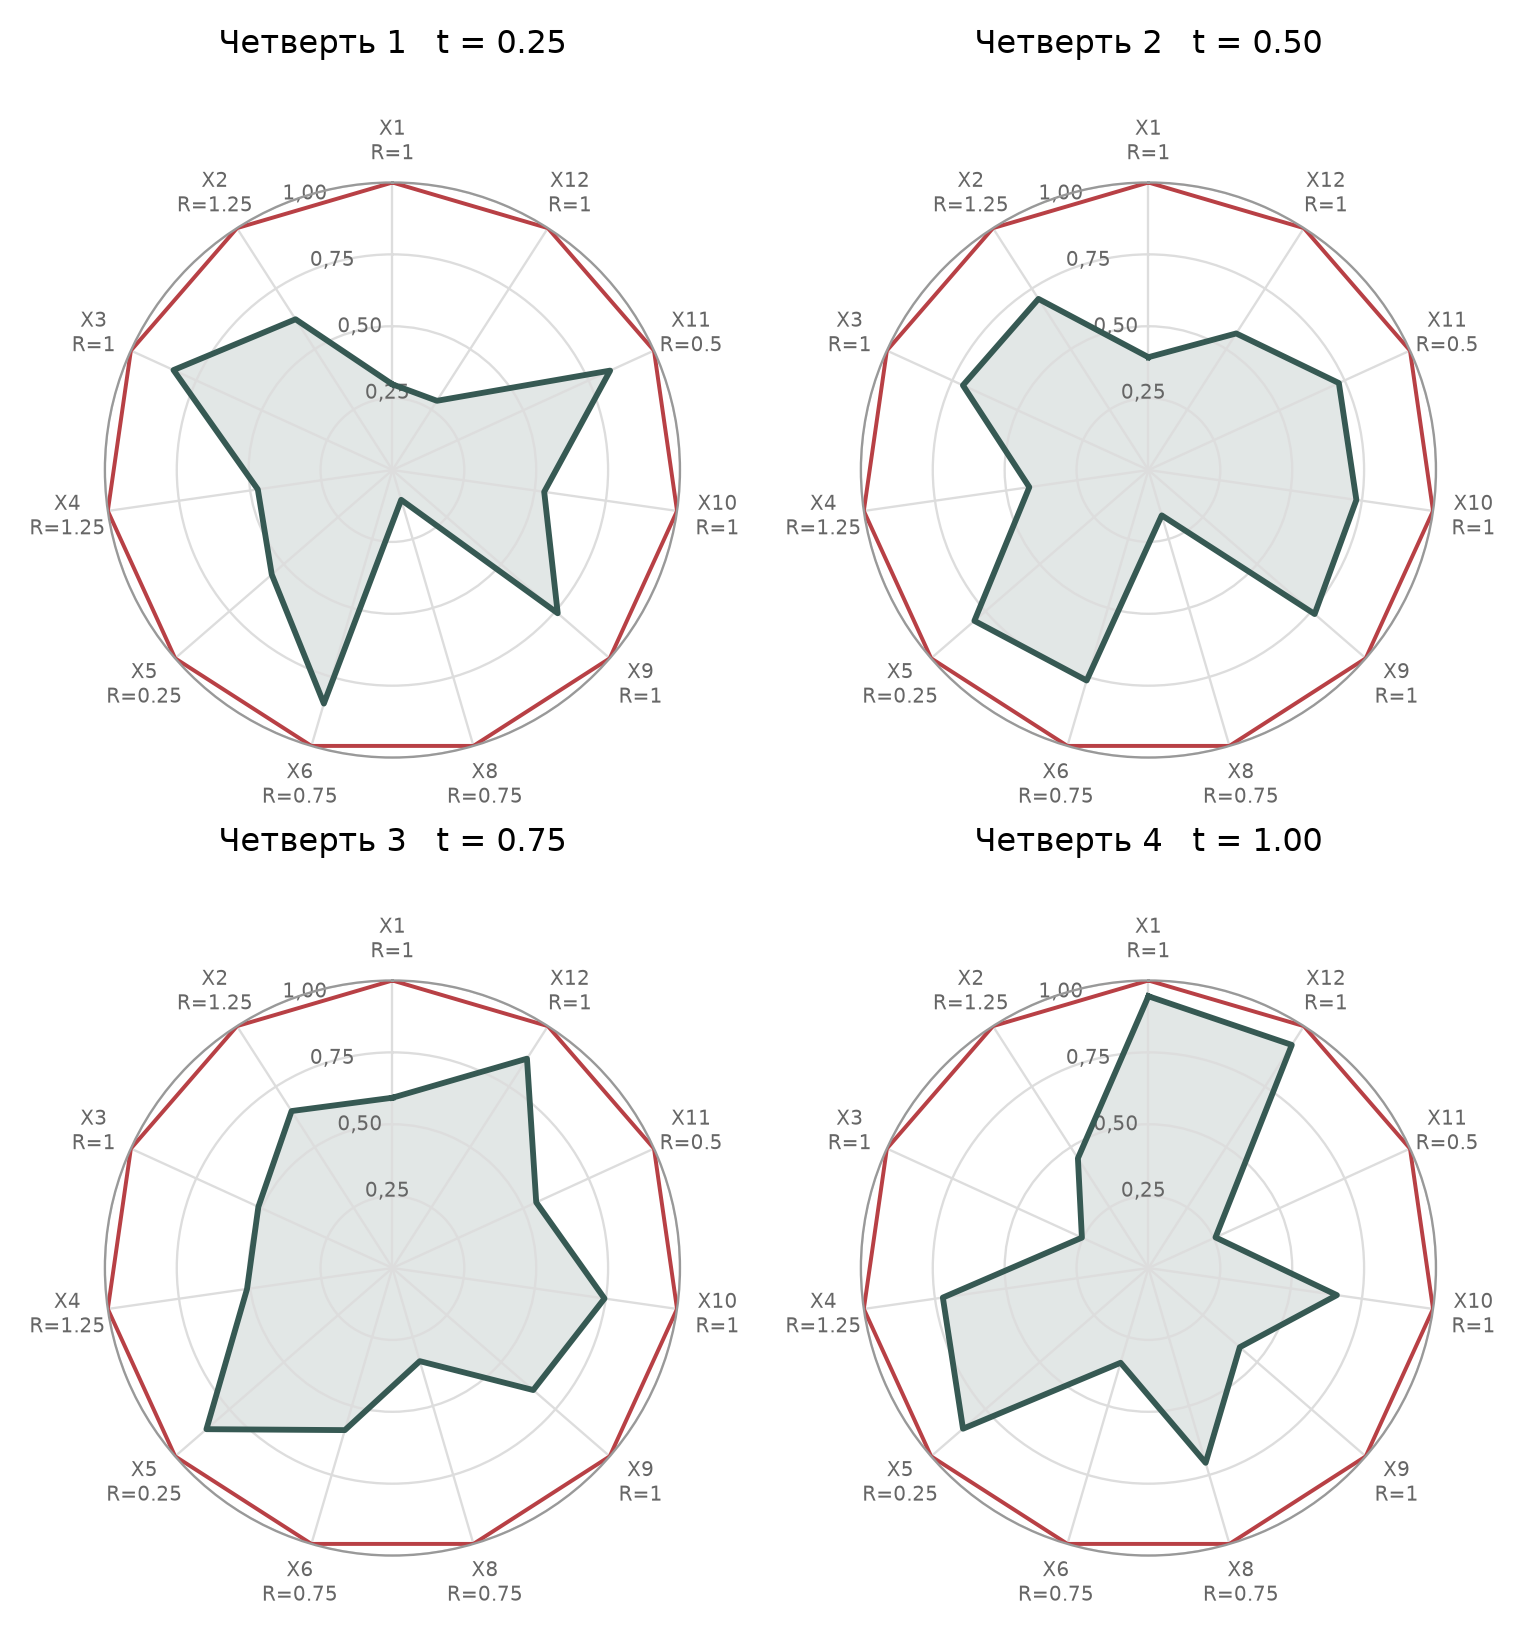 Четверть 1   t = 0.25
X1
R=1
X2
R=1.25
X12
R=1
1,00
0,75
0,50
0,25
X3
R=1
X11
R=0.5
X4
R=1.25
X10
R=1
X5
R=0.25
X9
R=1
X6
R=0.75
X8
R=0.75
Четверть 2   t = 0.50
X1
R=1
X2
R=1.25
X12
R=1
1,00
0,75
0,50
0,25
X3
R=1
X11
R=0.5
X4
R=1.25
X10
R=1
X5
R=0.25
X9
R=1
X6
R=0.75
X8
R=0.75
Четверть 3   t = 0.75
X1
R=1
X2
R=1.25
X12
R=1
1,00
0,75
0,50
0,25
X3
R=1
X11
R=0.5
X4
R=1.25
X10
R=1
X5
R=0.25
X9
R=1
X6
R=0.75
X8
R=0.75
Четверть 4   t = 1.00
X1
R=1
X2
R=1.25
X12
R=1
1,00
0,75
0,50
0,25
X3
R=1
X11
R=0.5
X4
R=1.25
X10
R=1
X5
R=0.25
X9
R=1
X6
R=0.75
X8
R=0.75